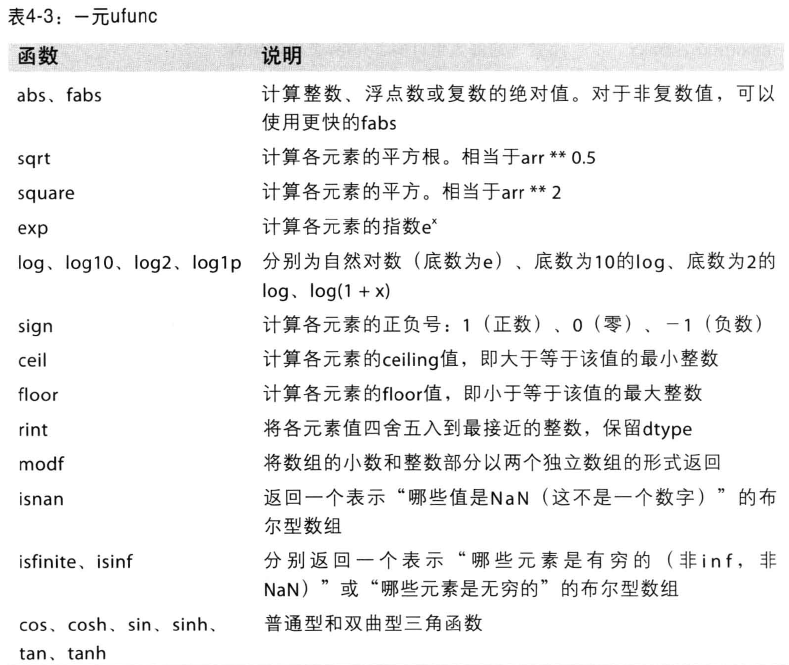 表4-3：一元ufunc
函数 说明
abs、fabs 计算整数、浮点数或复数的绝对值。对于非复数值，可以
使用更快的fabs
sqrt 计算各元素的平方根。相当于arr ** 0.5
square 计算各元素的平方。相当于arr ** 2
exp 计算各元素的指数eˣ
log、log10、log2、log1p 分别为自然对数（底数为e）、底数为10的log、底数为2的
log、log(1 + x)
sign 计算各元素的正负号：1（正数）、0（零）、－1（负数）
ceil 计算各元素的ceiling值，即大于等于该值的最小整数
floor 计算各元素的floor值，即小于等于该值的最大整数
rint 将各元素值四舍五入到最接近的整数，保留dtype
modf 将数组的小数和整数部分以两个独立数组的形式返回
isnan 返回一个表示“哪些值是NaN（这不是一个数字）”的布
尔型数组
isfinite、isinf 分别返回一个表示“哪些元素是有穷的（非inf，非
NaN）”或“哪些元素是无穷的”的布尔型数组
cos、cosh、sin、sinh、 普通型和双曲型三角函数
tan、tanh